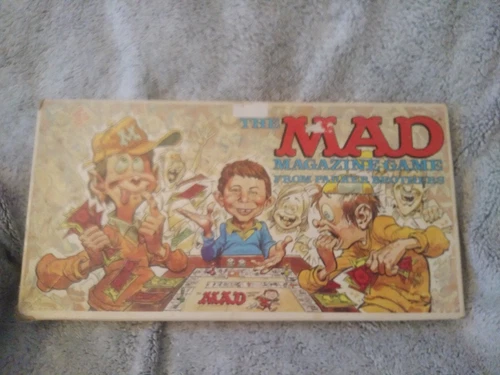 THE MAD
MAGAZINE GAME
FROM PARKER BROTHERS
MAD